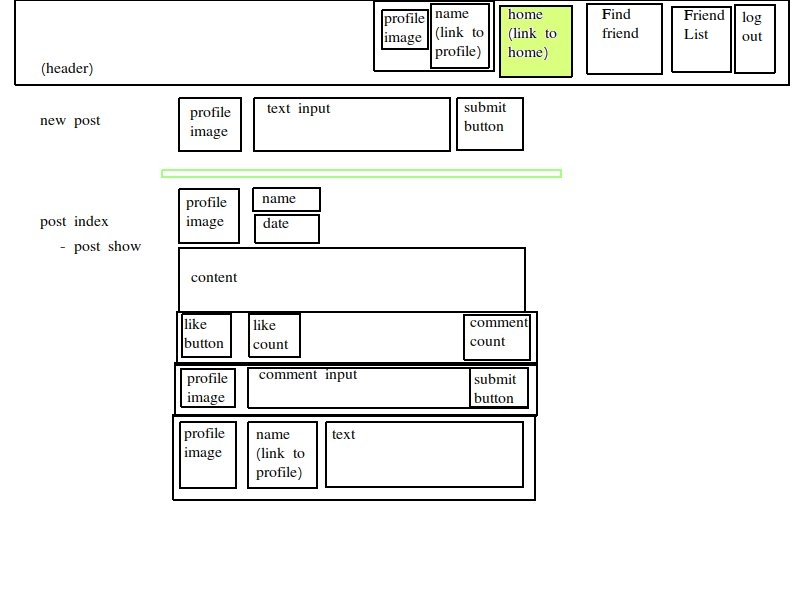 profile
image
name
(link to
profile)
home
(link to
home)
Find
friend
Friend
List
log
out
(header)
new post
profile
image
text input
submit
button
post index
- post show
profile
image
name
date
content
like
button
like
count
comment
count
profile
image
comment input
submit
button
profile
image
name
(link to
profile)
text